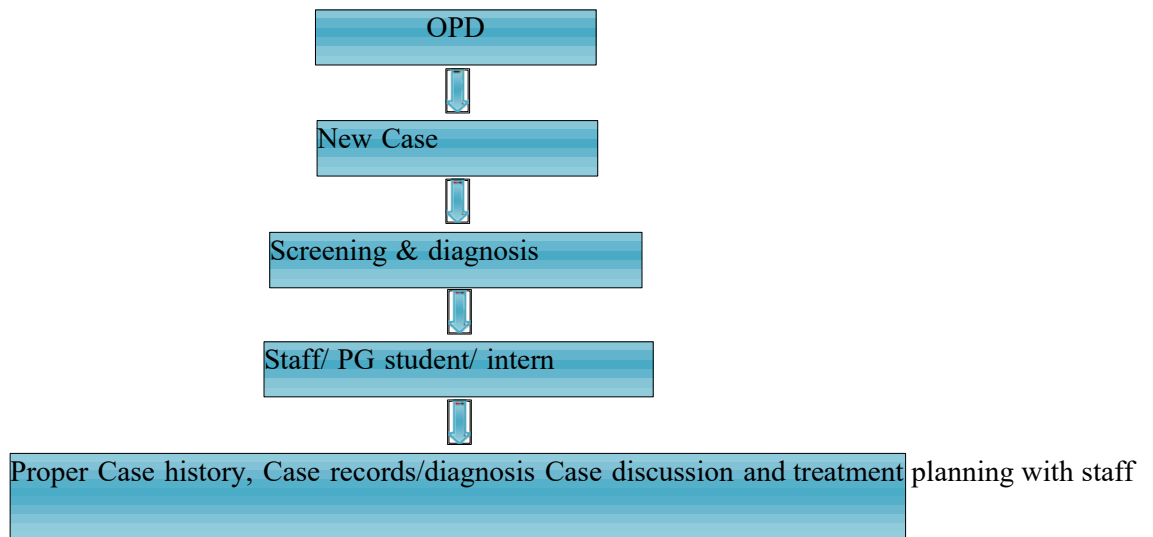 OPD
New Case
Screening & diagnosis
Staff/ PG student/ intern
Proper Case history, Case records/diagnosis Case discussion and treatment planning with staff